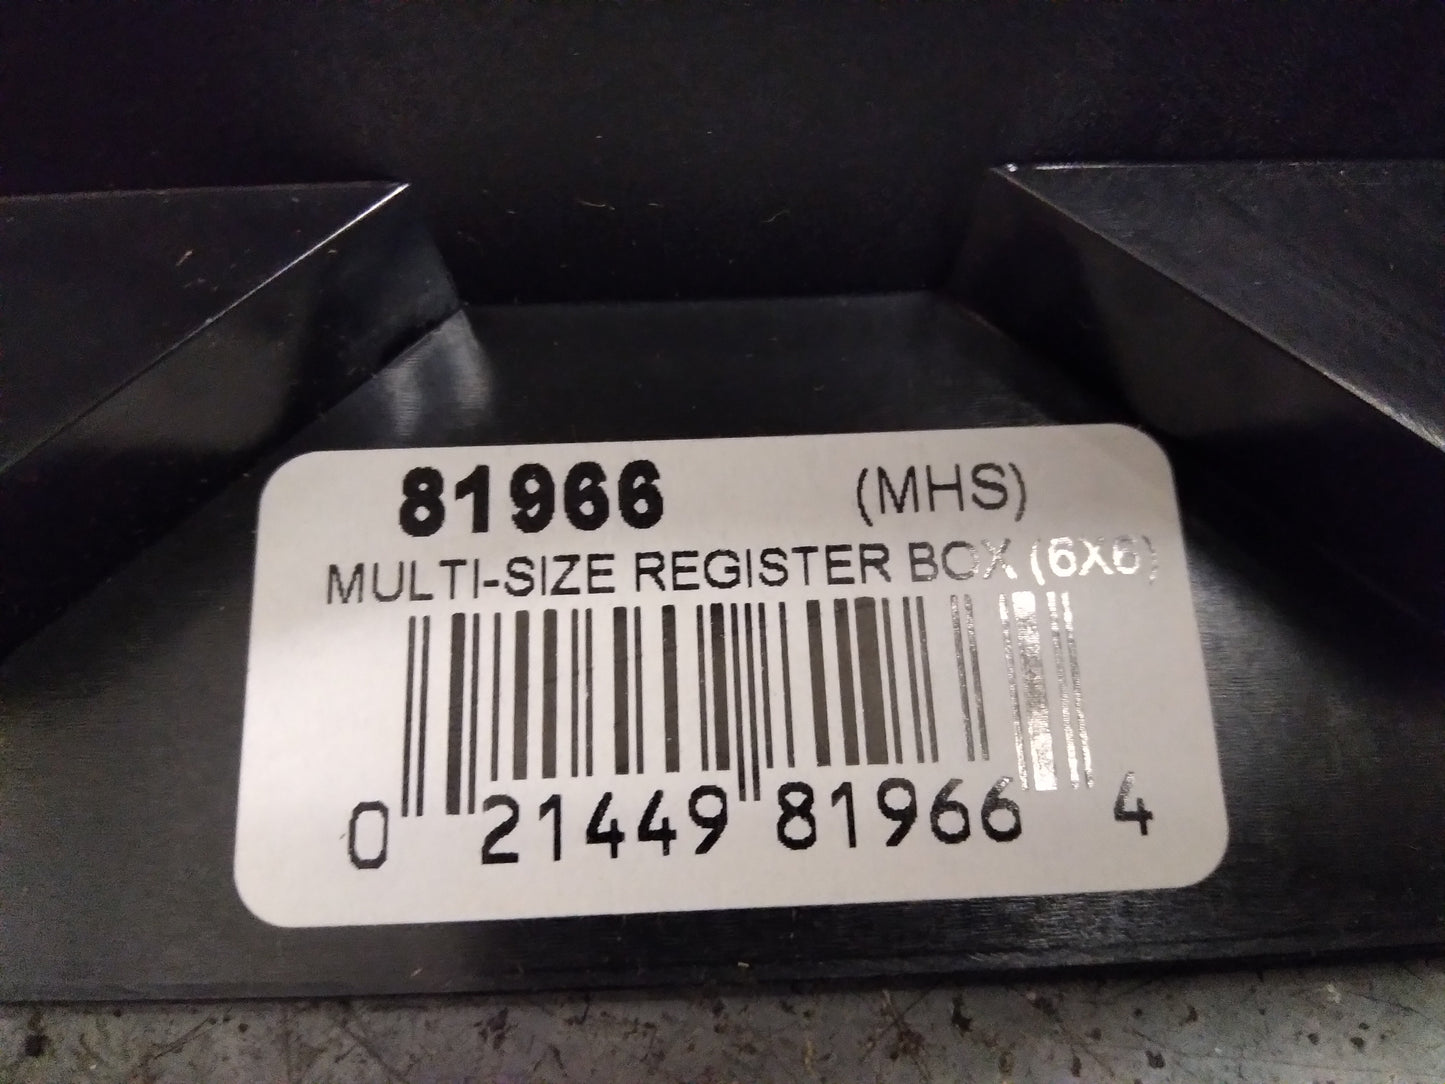 81966 (MHS)
MULTI-SIZE REGISTER BOX (6X6)
0 21449 81966 4